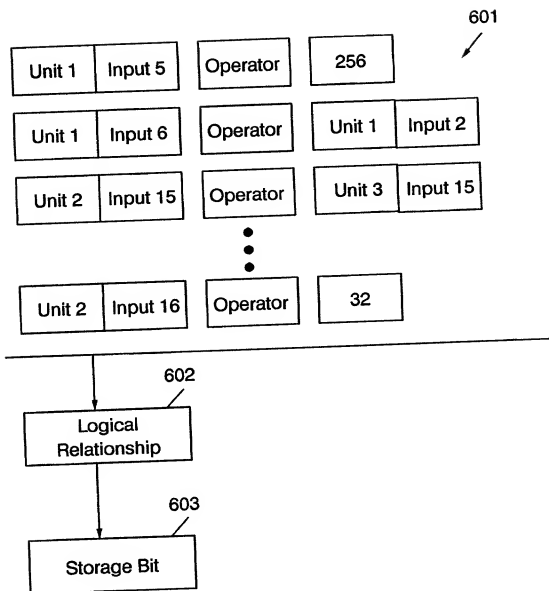 601
Unit 1 Input 5 Operator 256
Unit 1 Input 6 Operator Unit 1 Input 2
Unit 2 Input 15 Operator Unit 3 Input 15
Unit 2 Input 16 Operator 32
602
Logical
Relationship
603
Storage Bit